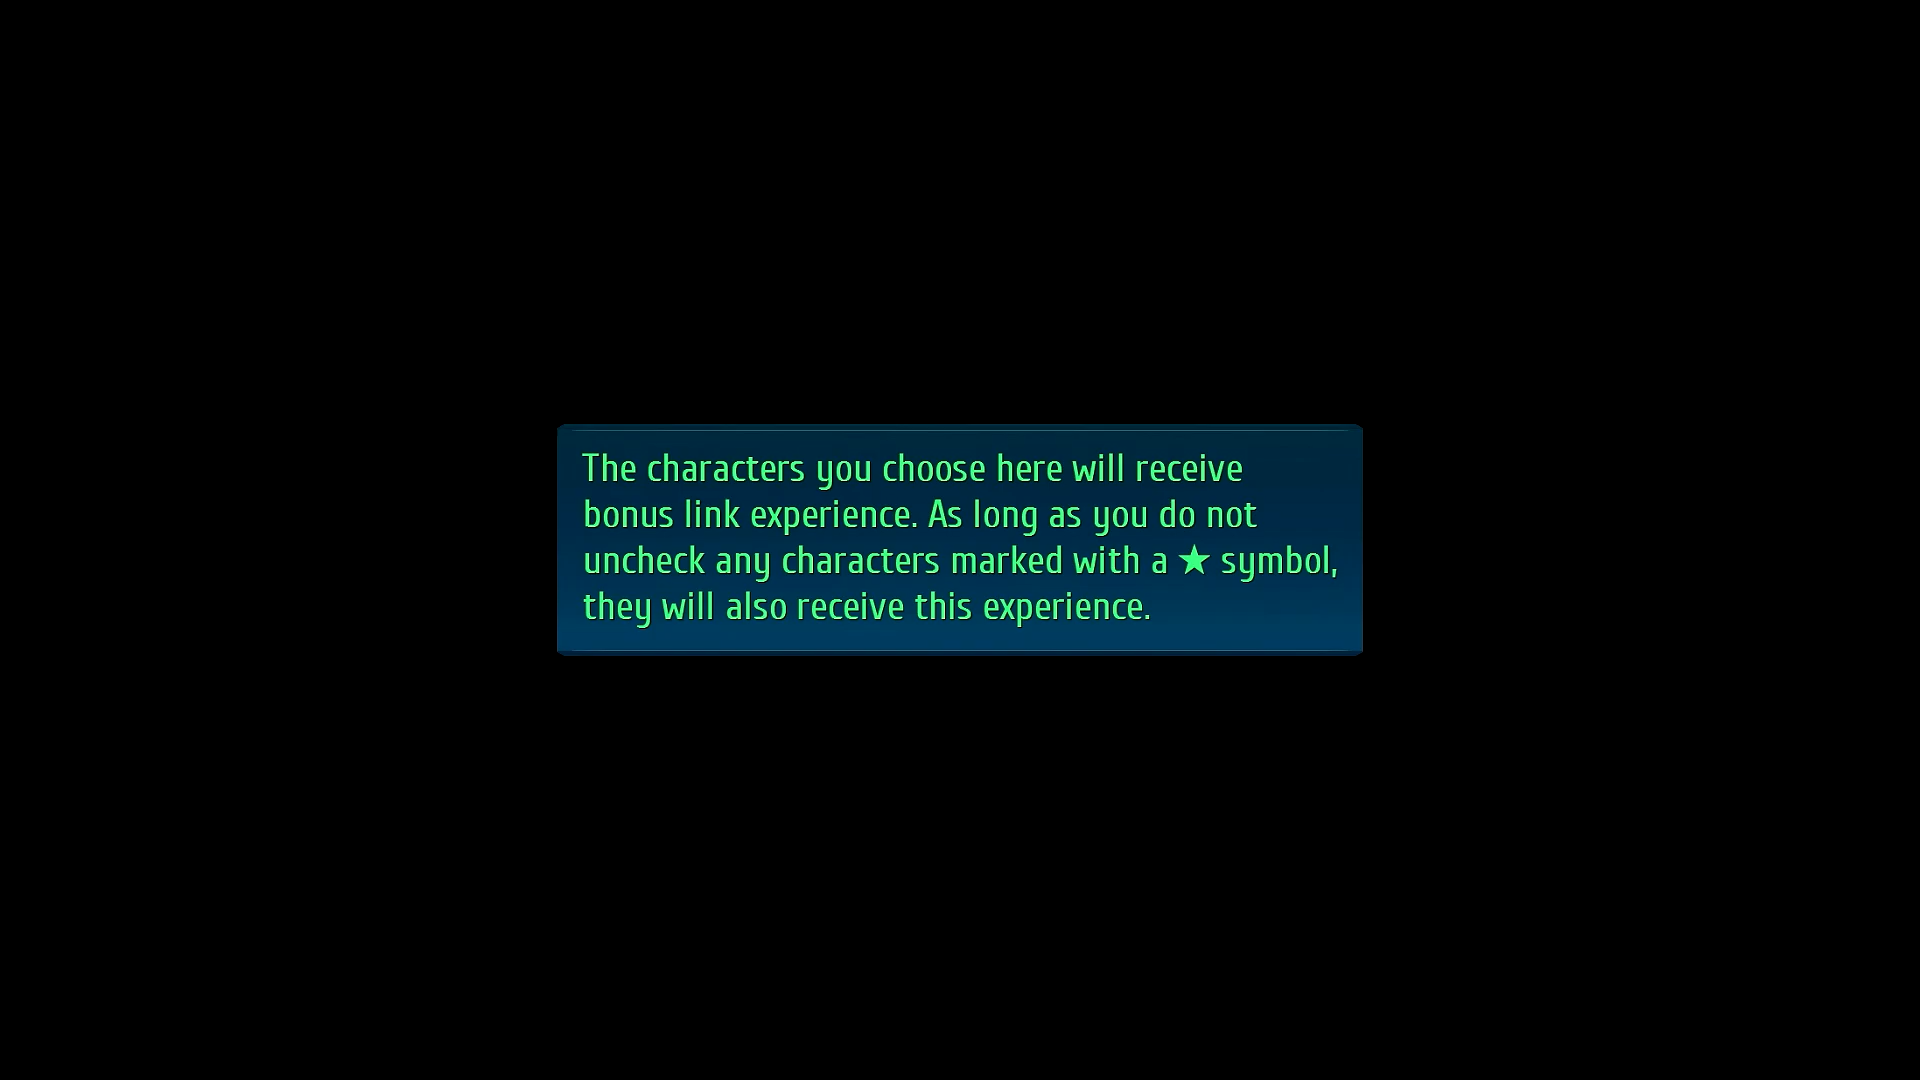 The characters you choose here will receive
bonus link experience. As long as you do not
uncheck any characters marked with a ★ symbol,
they will also receive this experience.